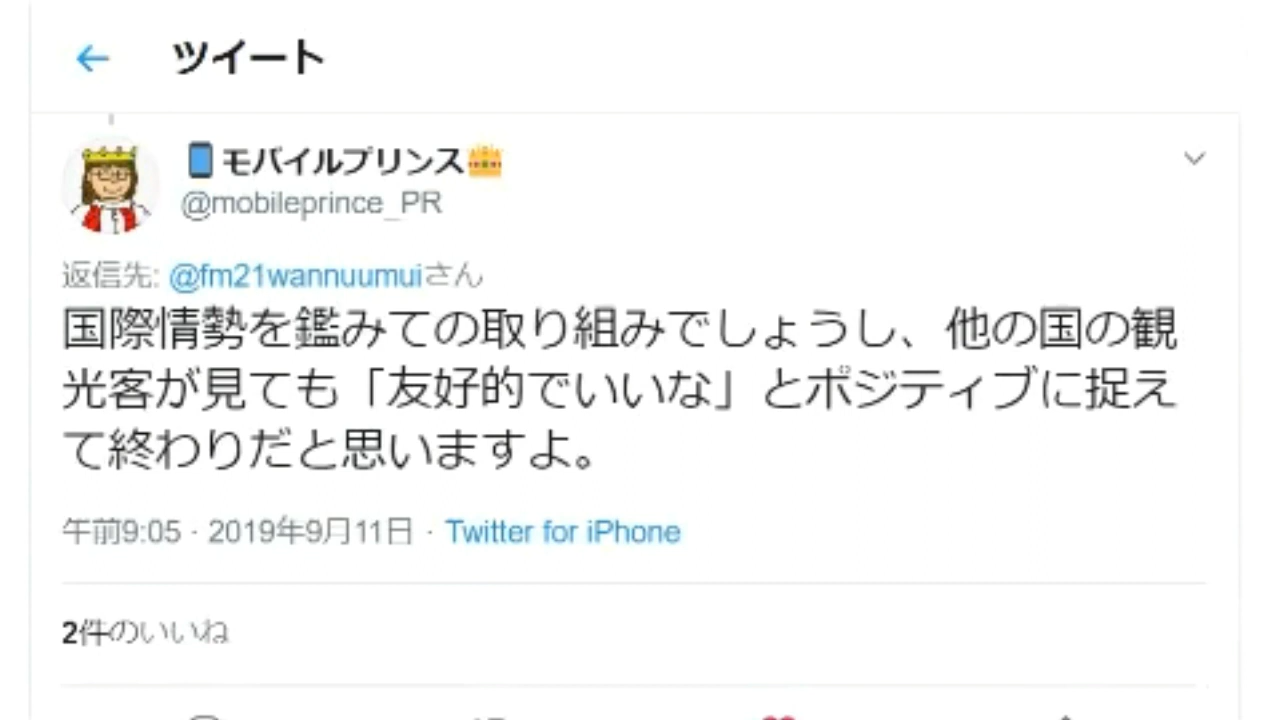 ツイート
モバイルプリンス
@mobileprince_PR
返信先: @fm21wannuumuiさん
国際情勢を鑑みての取り組みでしょうし、他の国の観
光客が見ても「友好的でいいな」とポジティブに捉え
て終わりだと思いますよ。
午前9:05 · 2019年9月11日 · Twitter for iPhone
2件のいいね